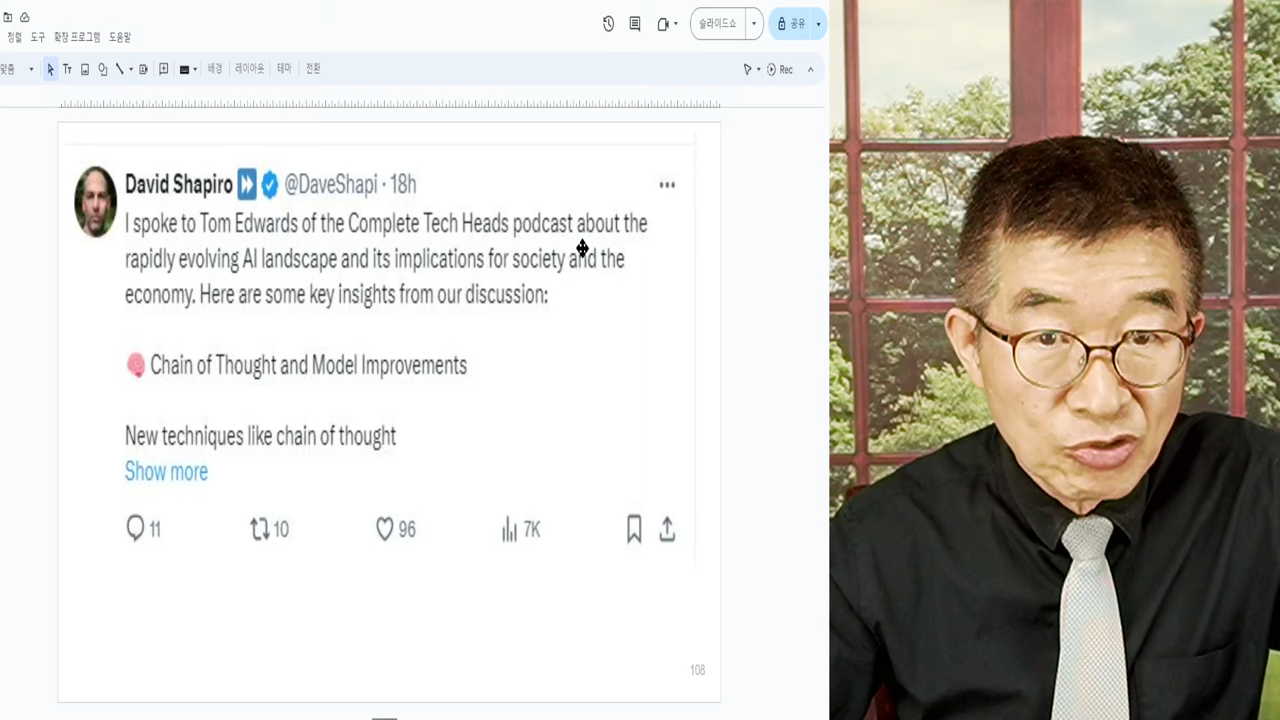 정렬 도구 확장 프로그램 도움말
슬라이드쇼
공유
맞춤
Tr
배경 레이아웃 테마 전환
Rec
David Shapiro @DaveShapi · 18h
I spoke to Tom Edwards of the Complete Tech Heads podcast about the
rapidly evolving AI landscape and its implications for society and the
economy. Here are some key insights from our discussion:
🧠 Chain of Thought and Model Improvements
New techniques like chain of thought
Show more
11 10 96 7K
108